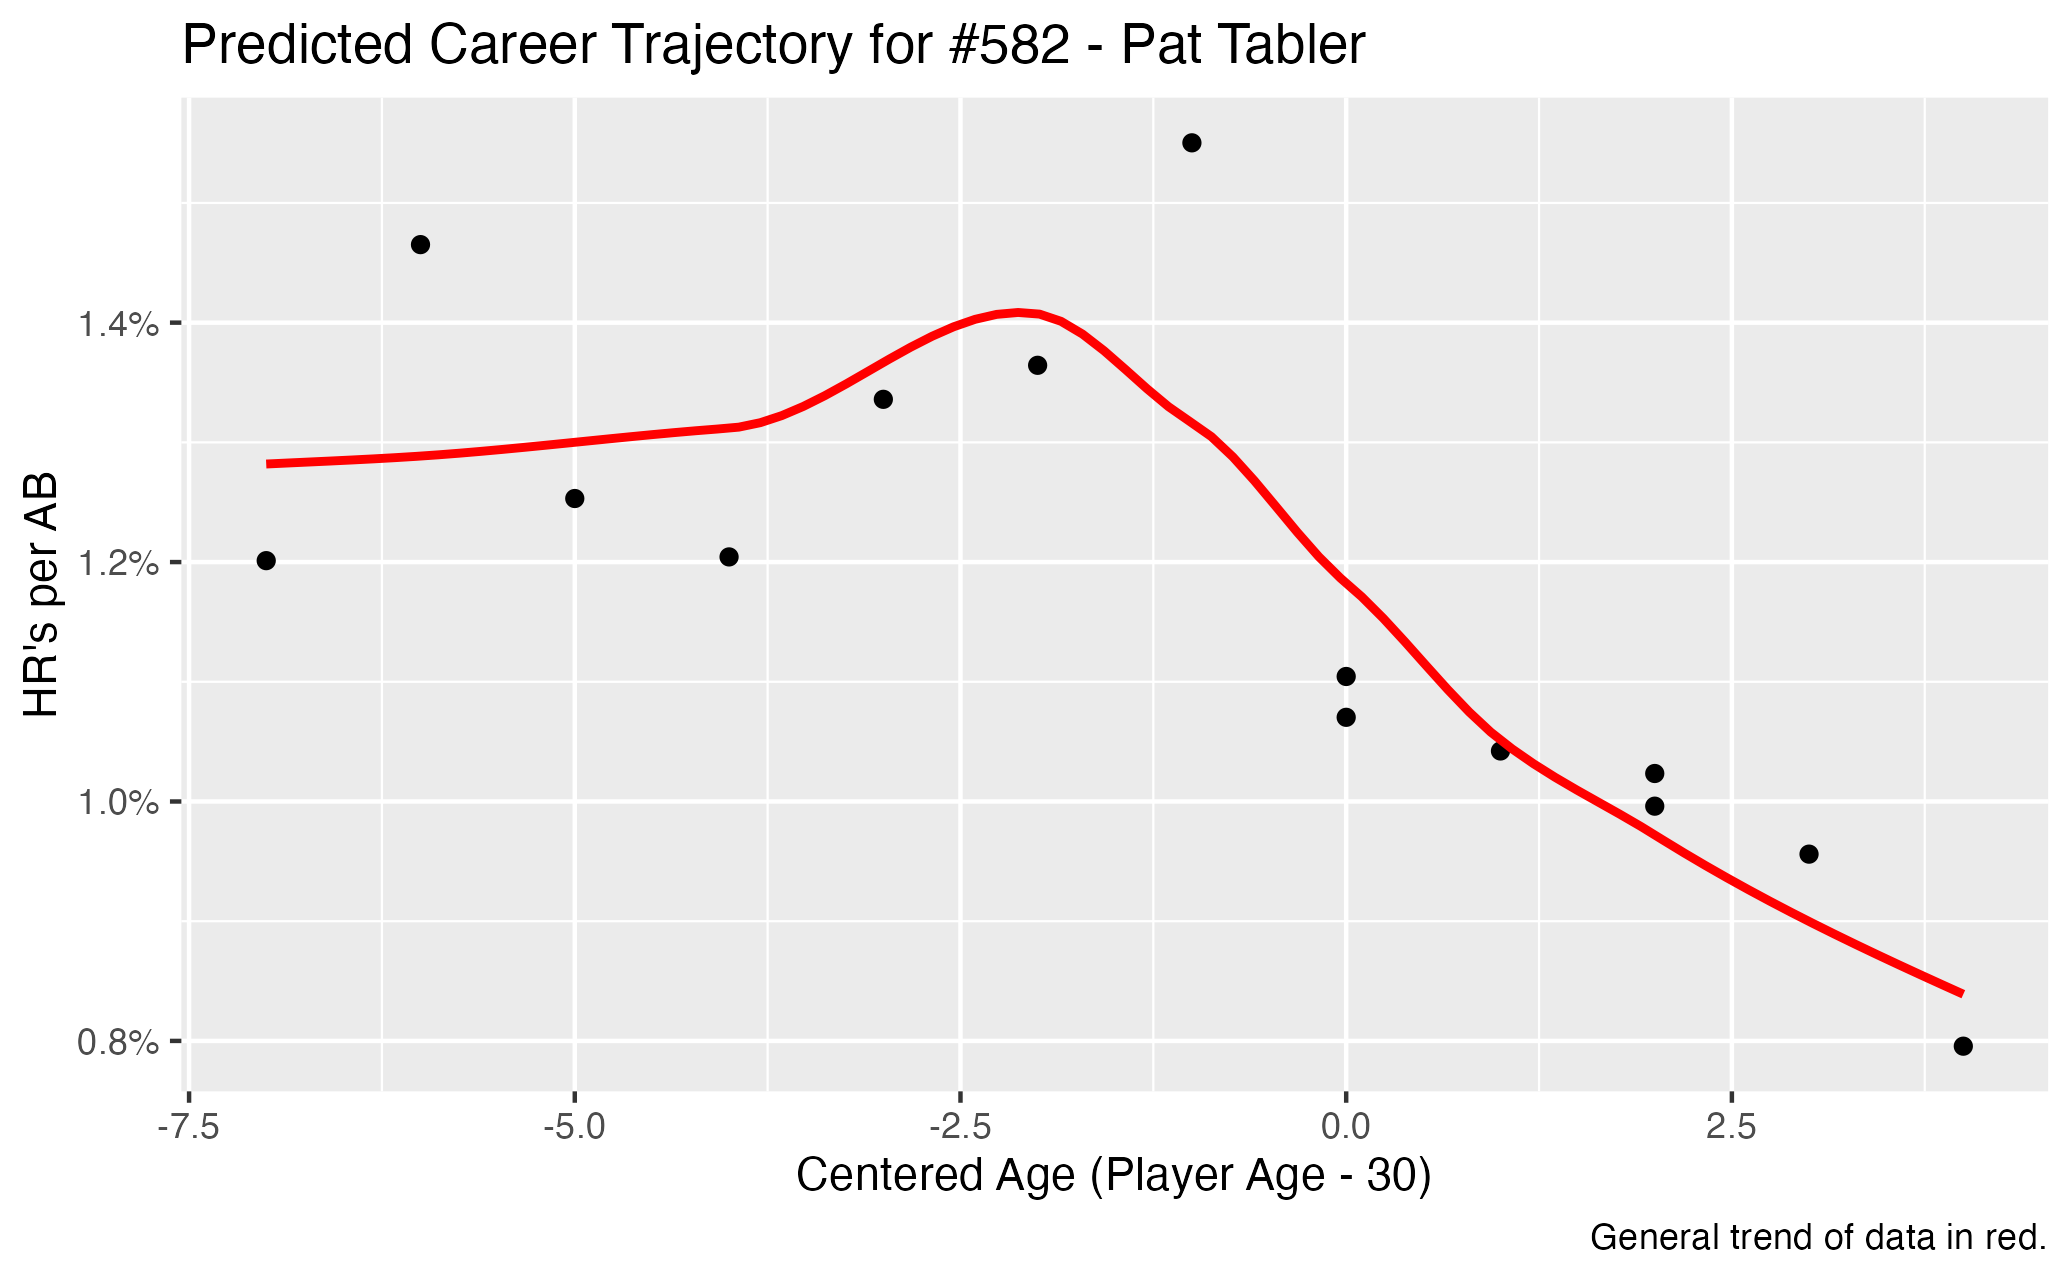 Predicted Career Trajectory for #582 - Pat Tabler
HR's per AB
1.4%
1.2%
1.0%
0.8%
-7.5
-5.0
-2.5
0.0
2.5
Centered Age (Player Age - 30)
General trend of data in red.